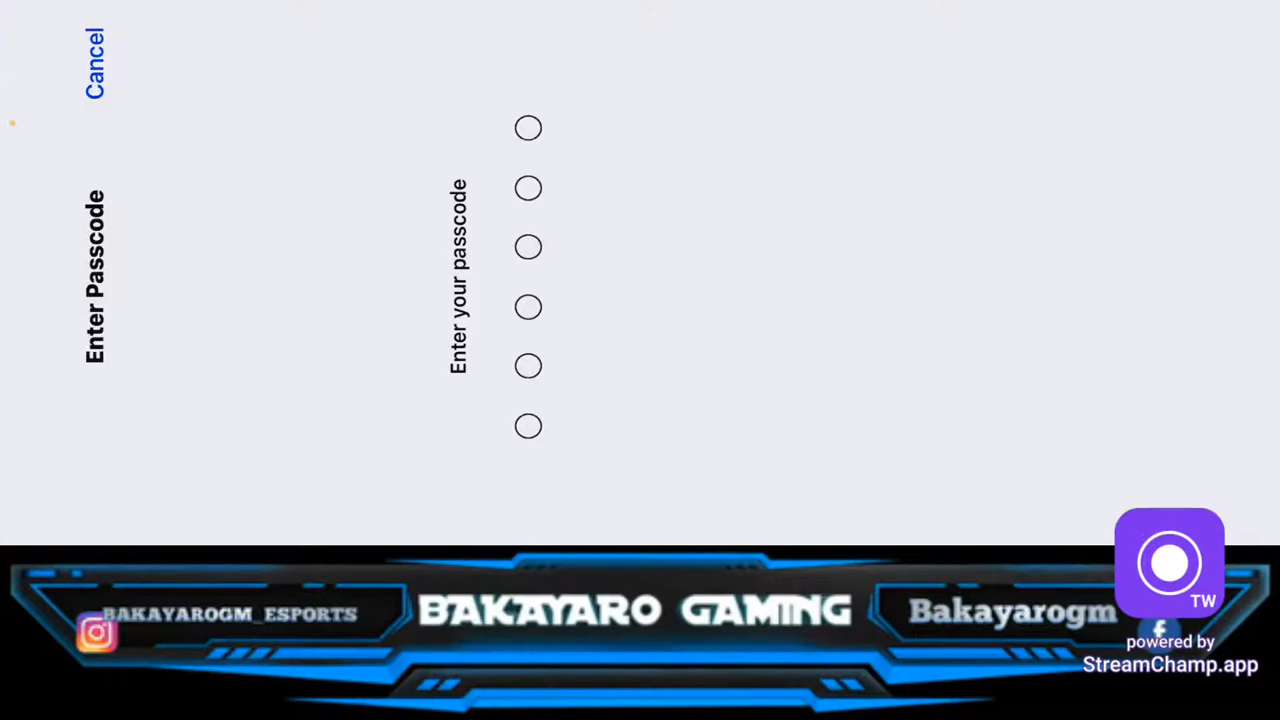 Cancel
Enter Passcode
Enter your passcode
BAKAYAROGM_ESPORTS
BAKAYARO GAMING
Bakayarogm
TW
powered by
StreamChamp.app